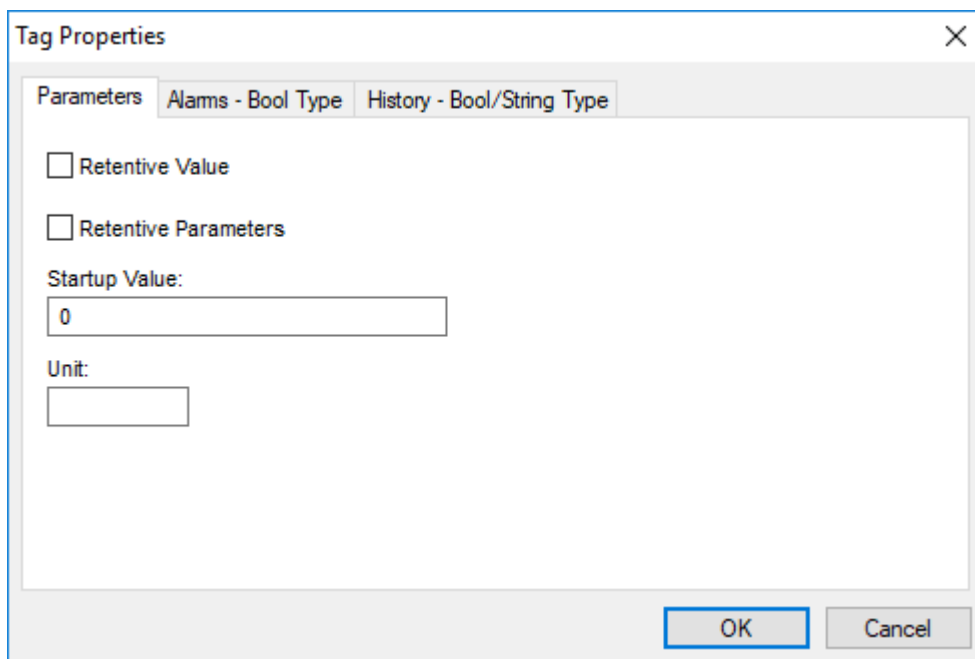 Tag Properties
Parameters Alarms - Bool Type History - Bool/String Type
Retentive Value
Retentive Parameters
Startup Value:
0
Unit:
OK Cancel